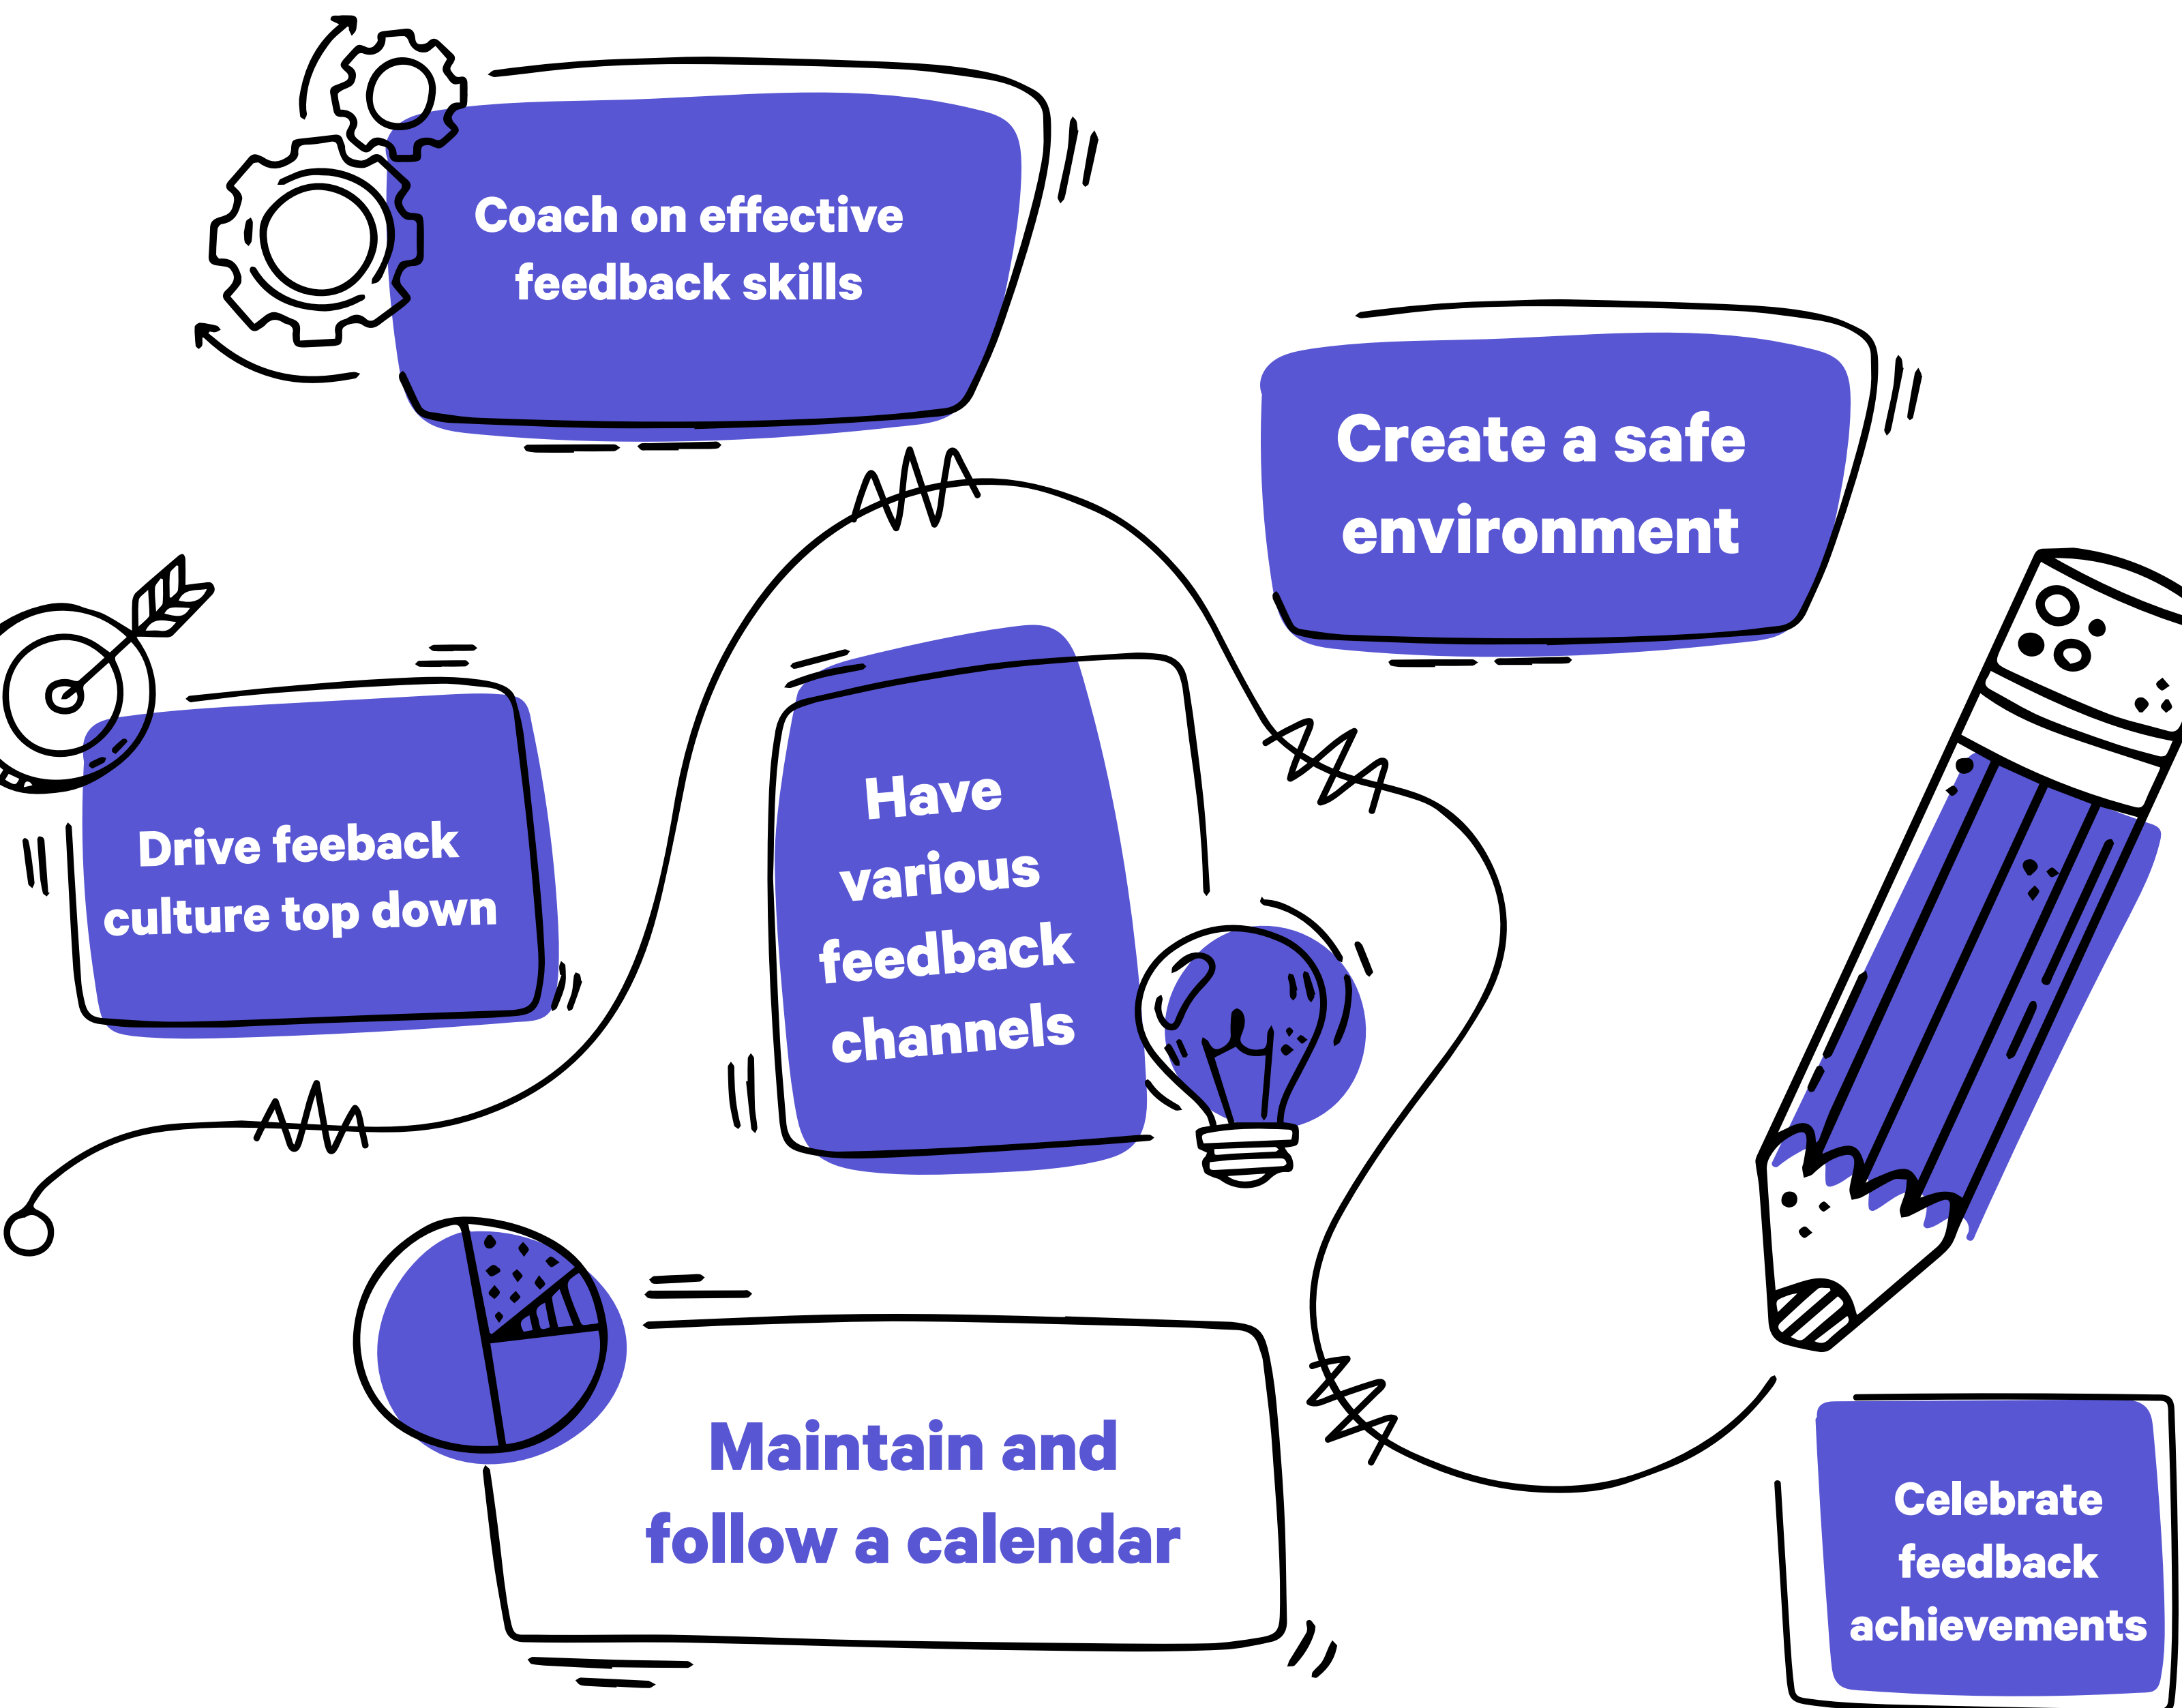 Coach on effective
feedback skills
Create a safe
environment
Drive feeback
culture top down
Have
various
feedback
channels
Maintain and
follow a calendar
Celebrate
feedback
achievements